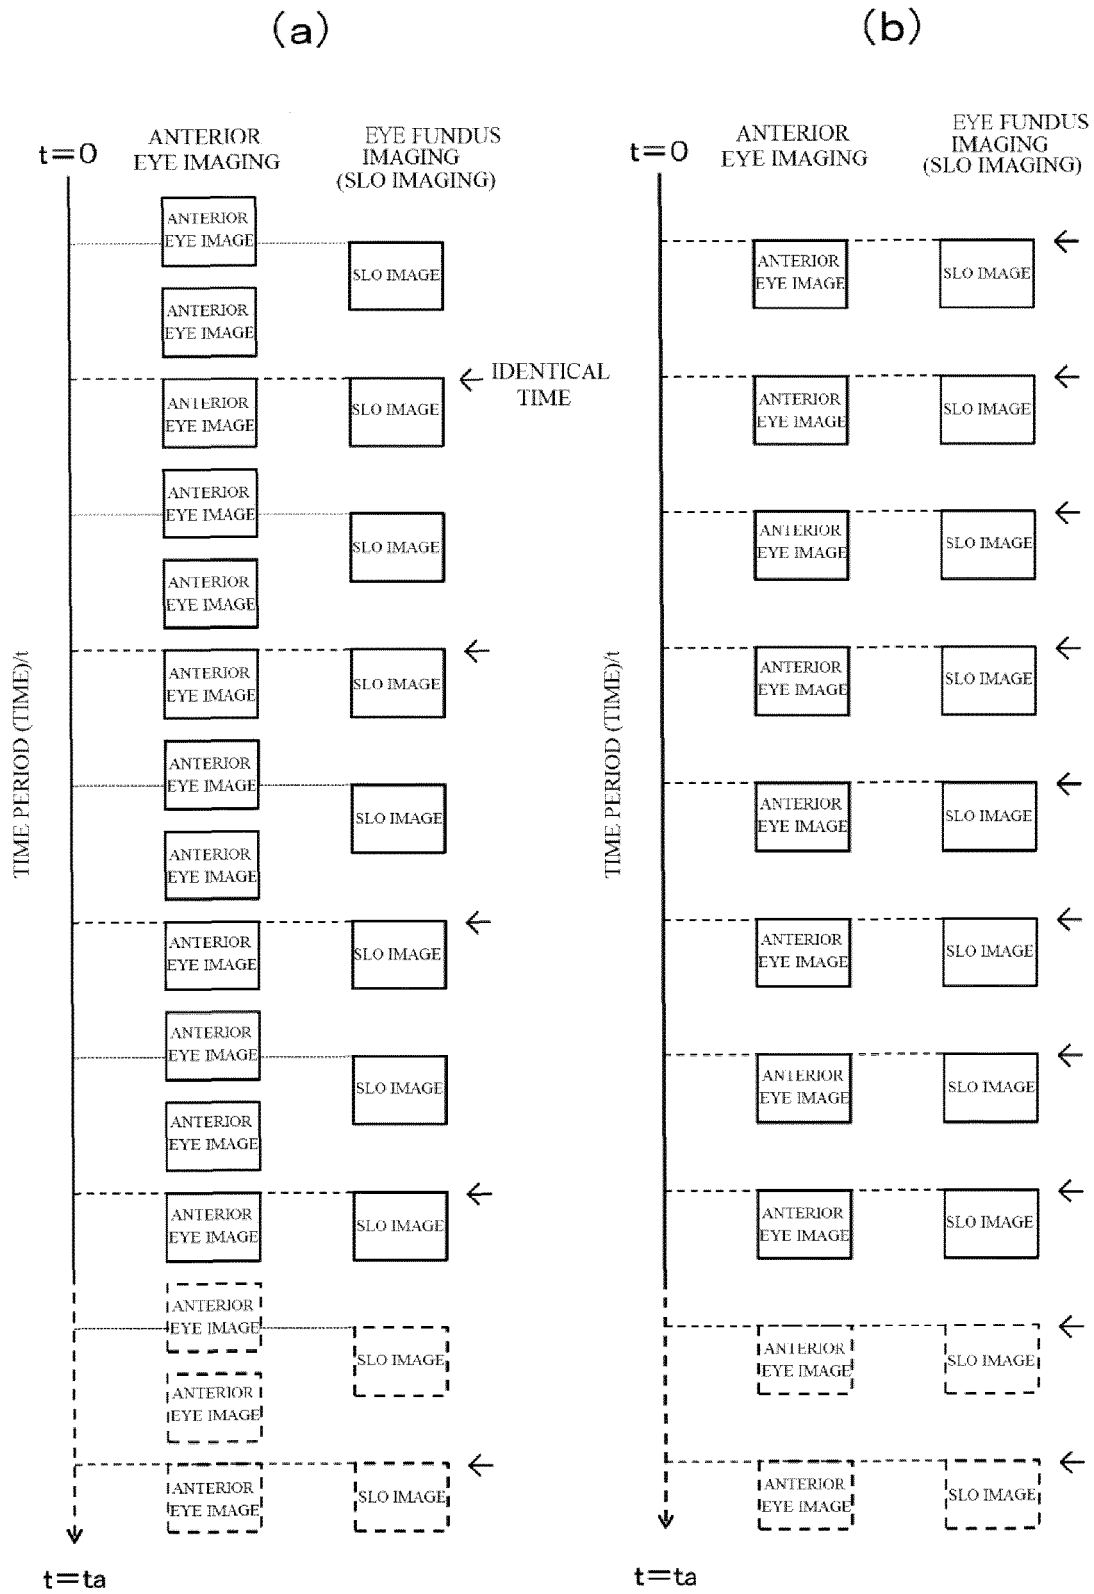 (a)
(b)
t=0
ANTERIOR
EYE IMAGING
EYE FUNDUS
IMAGING
(SLO IMAGING)
TIME PERIOD (TIME)/t
ANTERIOR
EYE IMAGE
SLO IMAGE
ANTERIOR
EYE IMAGE
ANTERIOR
EYE IMAGE
SLO IMAGE
IDENTICAL
TIME
ANTERIOR
EYE IMAGE
SLO IMAGE
ANTERIOR
EYE IMAGE
ANTERIOR
EYE IMAGE
SLO IMAGE
ANTERIOR
EYE IMAGE
SLO IMAGE
ANTERIOR
EYE IMAGE
ANTERIOR
EYE IMAGE
SLO IMAGE
ANTERIOR
EYE IMAGE
SLO IMAGE
ANTERIOR
EYE IMAGE
ANTERIOR
EYE IMAGE
SLO IMAGE
ANTERIOR
EYE IMAGE
SLO IMAGE
ANTERIOR
EYE IMAGE
ANTERIOR
EYE IMAGE
SLO IMAGE
t=ta
t=0
ANTERIOR
EYE IMAGING
EYE FUNDUS
IMAGING
(SLO IMAGING)
TIME PERIOD (TIME)/t
ANTERIOR
EYE IMAGE
SLO IMAGE
ANTERIOR
EYE IMAGE
SLO IMAGE
ANTERIOR
EYE IMAGE
SLO IMAGE
ANTERIOR
EYE IMAGE
SLO IMAGE
ANTERIOR
EYE IMAGE
SLO IMAGE
ANTERIOR
EYE IMAGE
SLO IMAGE
ANTERIOR
EYE IMAGE
SLO IMAGE
ANTERIOR
EYE IMAGE
SLO IMAGE
ANTERIOR
EYE IMAGE
SLO IMAGE
ANTERIOR
EYE IMAGE
SLO IMAGE
t=ta